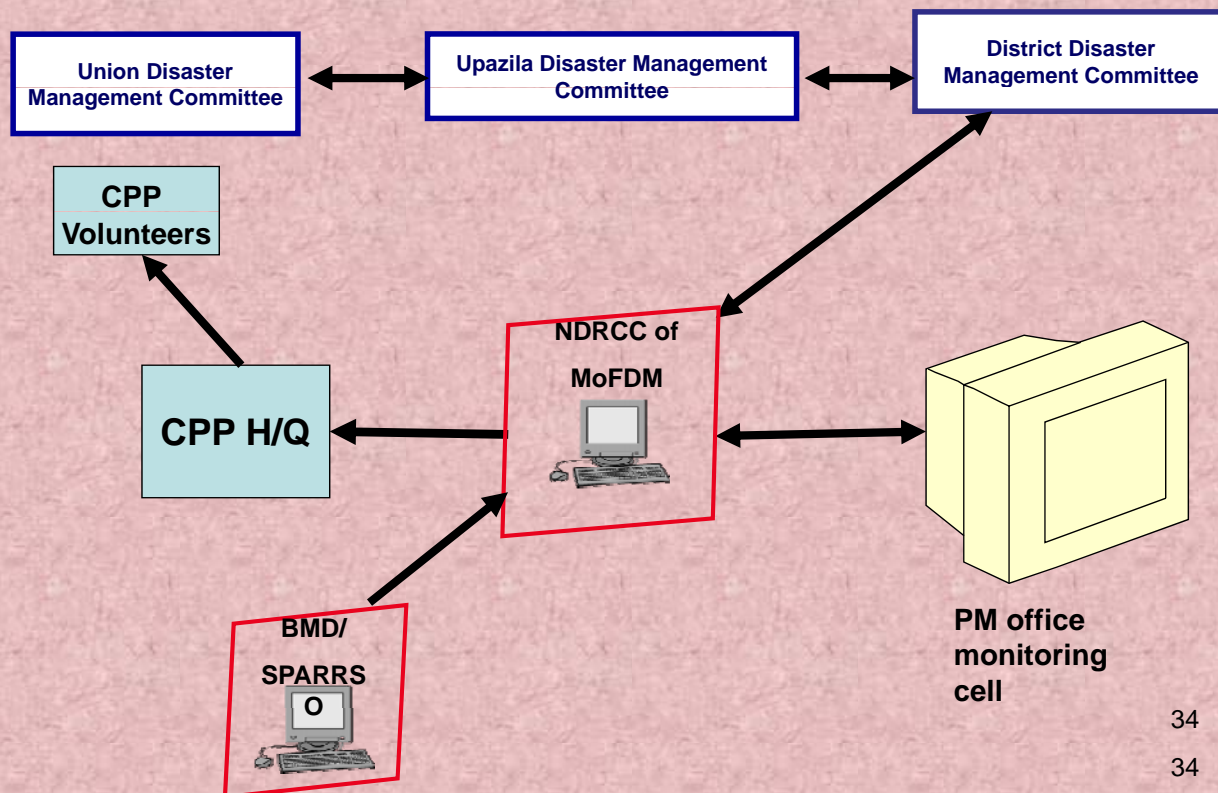 Union Disaster
Management Committee
Upazila Disaster Management
Committee
District Disaster
Management Committee
CPP
Volunteers
NDRCC of
MoFDM
CPP H/Q
BMD/
SPARRS
O
PM office
monitoring
cell
34
34